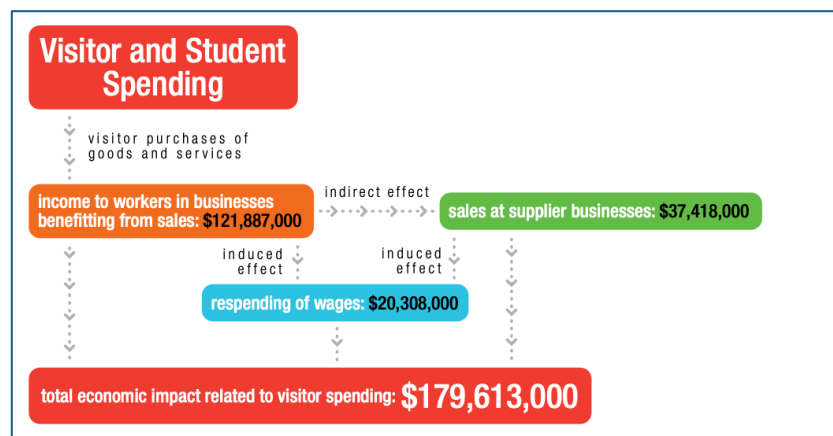 Visitor and Student
Spending
visitor purchases of
goods and services
income to workers in businesses
benefitting from sales: $121,887,000
indirect effect
sales at supplier businesses: $37,418,000
induced
effect
induced
effect
respending of wages: $20,308,000
total economic impact related to visitor spending: $179,613,000